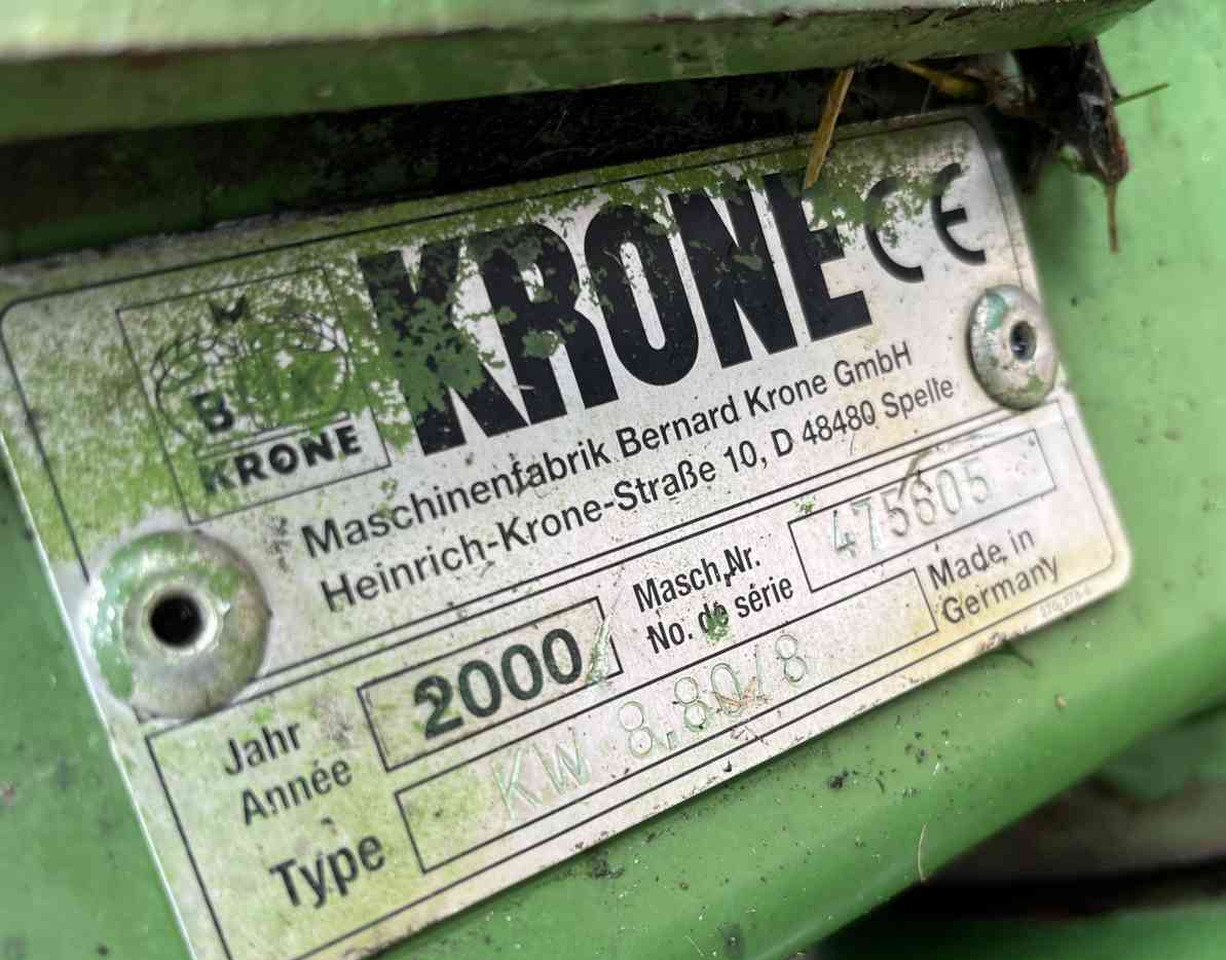 KRONE CE
B KRONE
Maschinenfabrik Bernard Krone GmbH
Heinrich-Krone-Straße 10, D 48480 Spelle
Jahr
Année
2000
Masch.Nr.
No. de série
475605
Made in
Germany
Type
KW 8.80/8